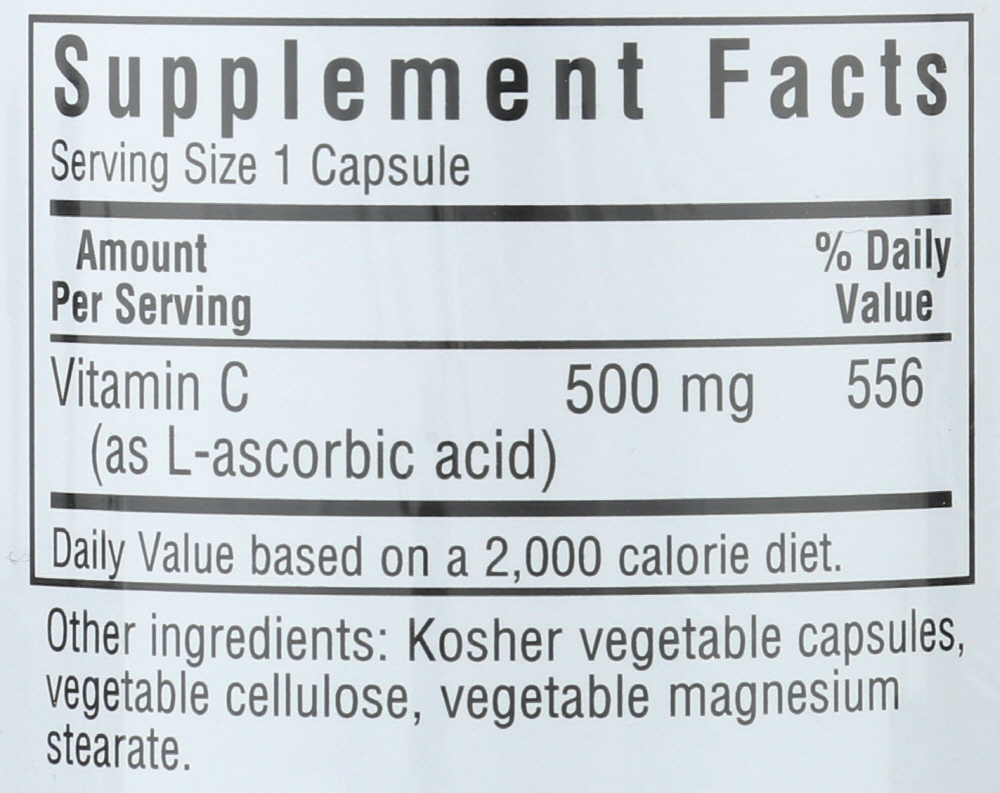 Supplement Facts
Serving Size 1 Capsule
Amount
Per Serving
% Daily
Value
Vitamin C 500 mg 556
(as L-ascorbic acid)
Daily Value based on a 2,000 calorie diet.
Other ingredients: Kosher vegetable capsules,
vegetable cellulose, vegetable magnesium
stearate.